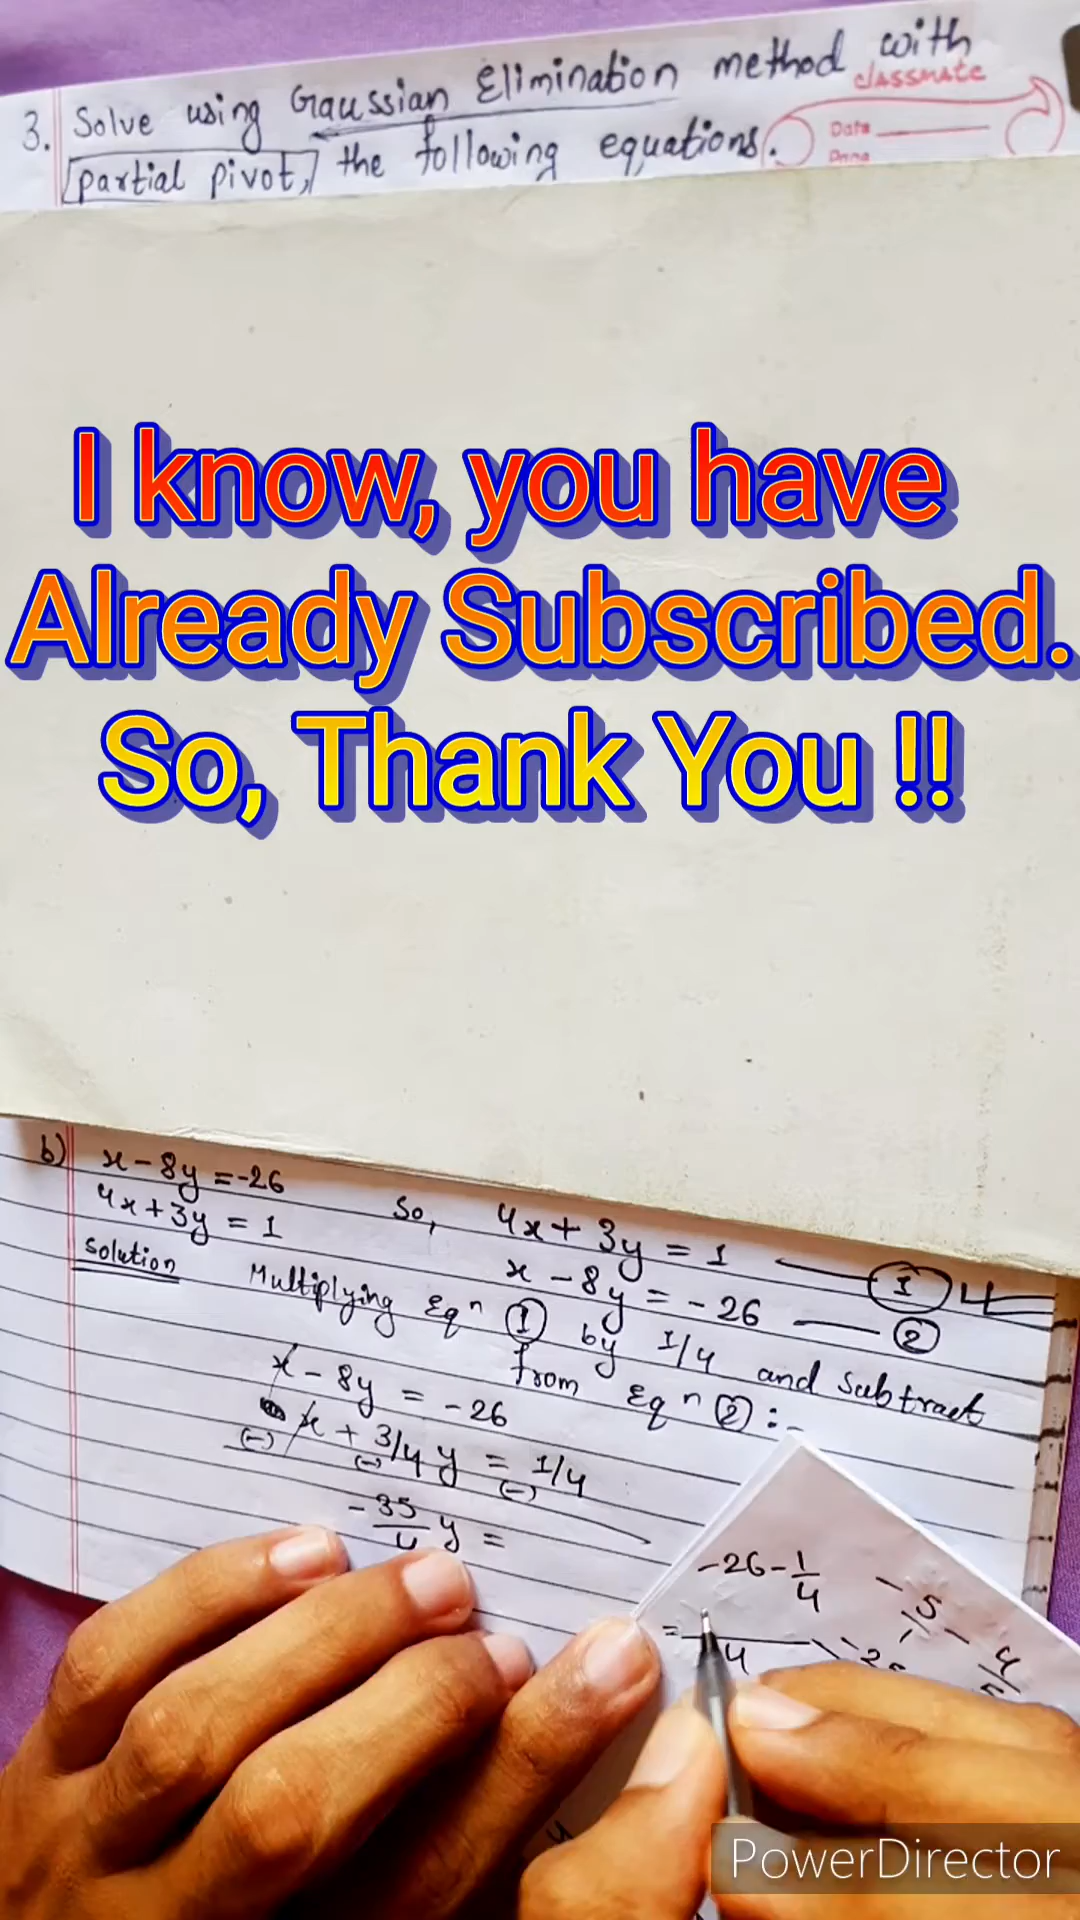 3. Solve using Gaussian Elimination method with
classmate
partial pivot, the following equations.
Date
I know, you have
Already Subscribed.
So, Thank You !!
b) x - 8y = -26
4x + 3y = 1
So, 4x + 3y = 1 1
x - 8y = -26 2
Solution
Multiplying Eqn 1 by 1/4 and subtract
from Eqn 2 :-
x - 8y = -26
x + 3/4 y = 1/4
(-) (-) (-)
-35/4 y =
-26 - 1/4
= 4
PowerDirector